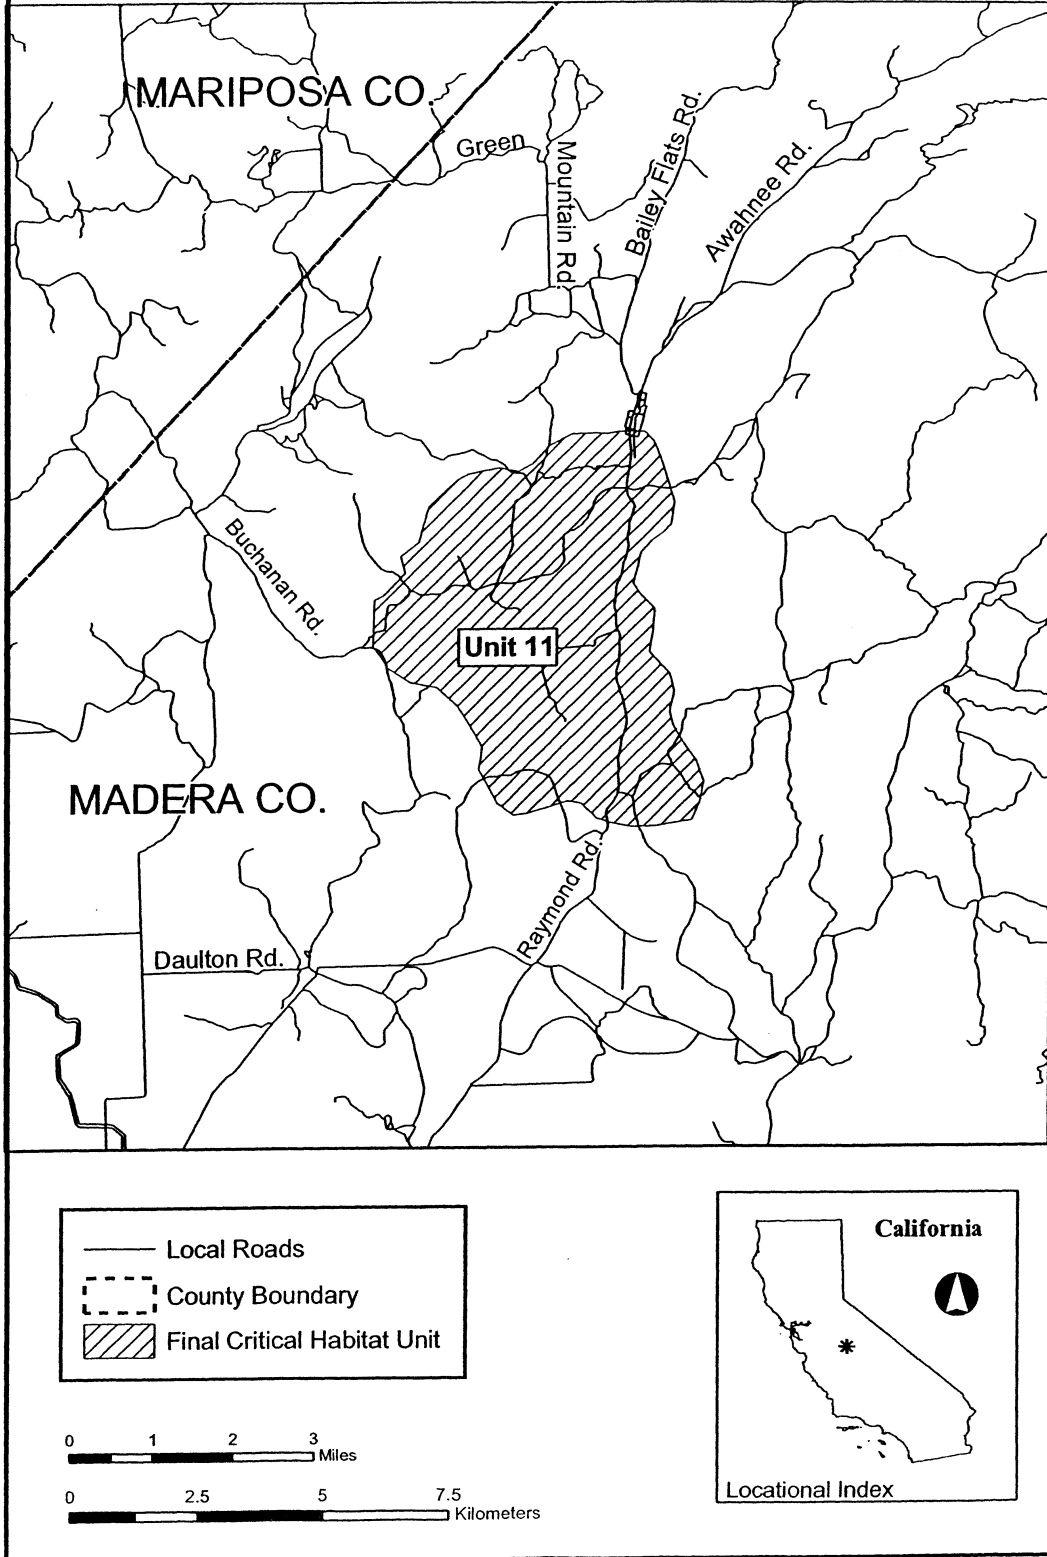 MARIPOSA CO.
Green
Mountain Rd.
Bailey Flats Rd.
Awahnee Rd.
Buchanan Rd.
Unit 11
MADERA CO.
Raymond Rd.
Daulton Rd.
Local Roads
County Boundary
Final Critical Habitat Unit
0 1 2 3
Miles
0 2.5 5 7.5
Kilometers
California
Locational Index